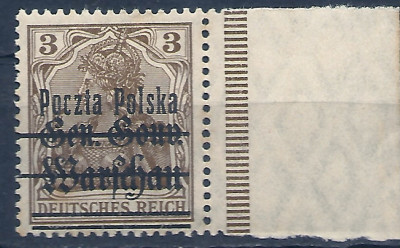 3 3
Poczta Polska
Gen.-Gouv.
Warschau
DEUTSCHES REICH